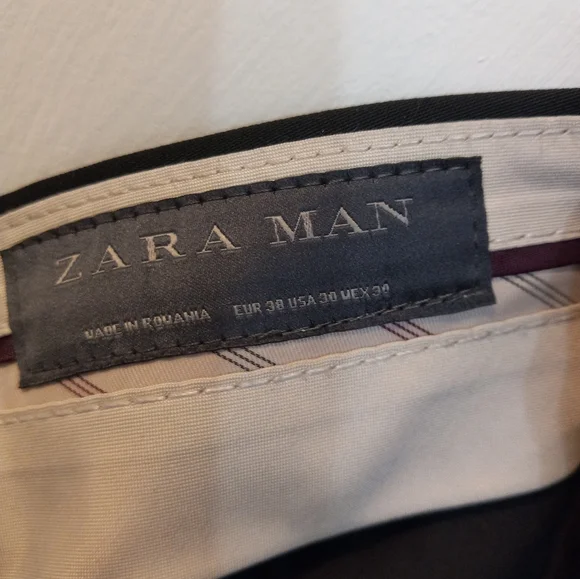 ZARA MAN
MADE IN ROMANIA EUR 38 USA 30 MEX 30